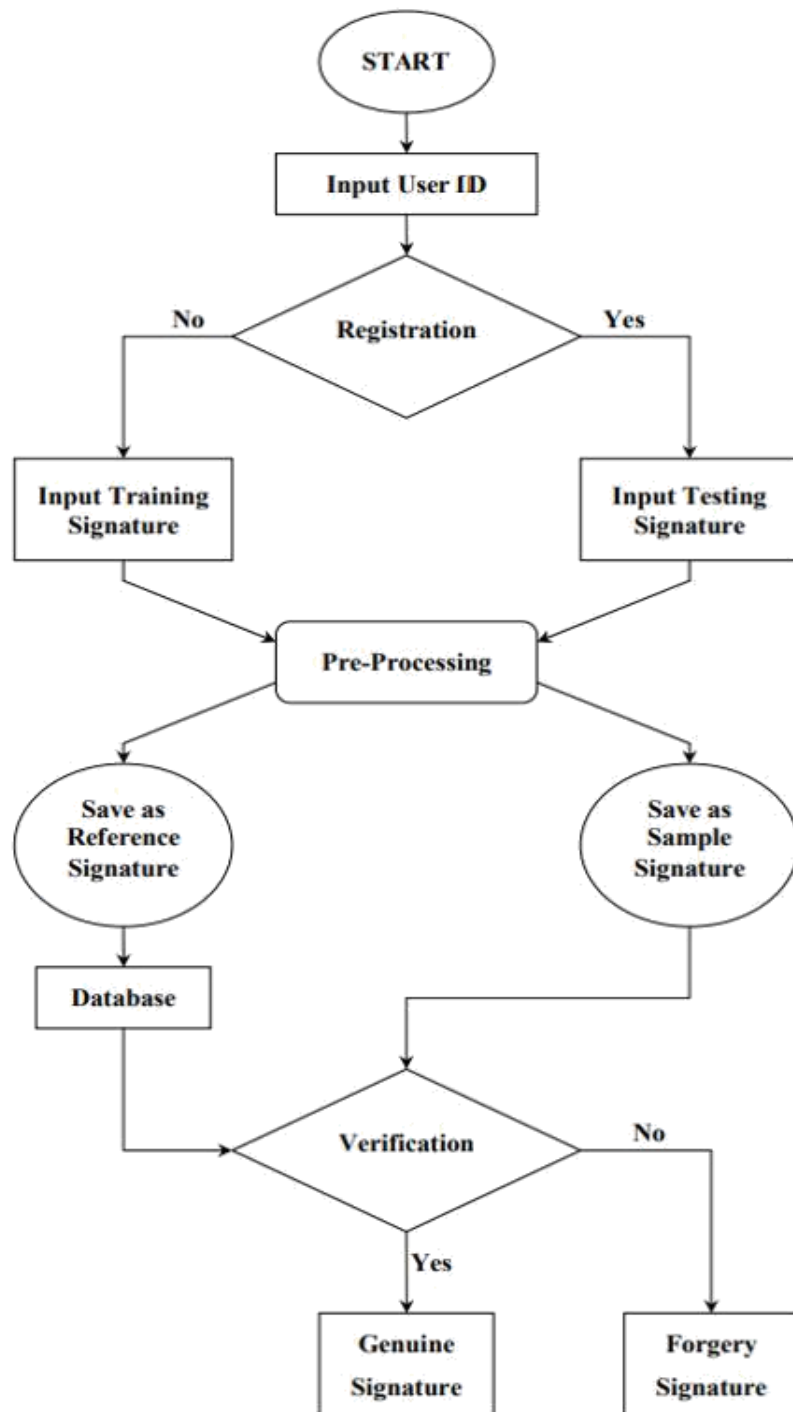 START
Input User ID
Registration
No
Yes
Input Training
Signature
Input Testing
Signature
Pre-Processing
Save as
Reference
Signature
Save as
Sample
Signature
Database
Verification
No
Yes
Genuine
Signature
Forgery
Signature